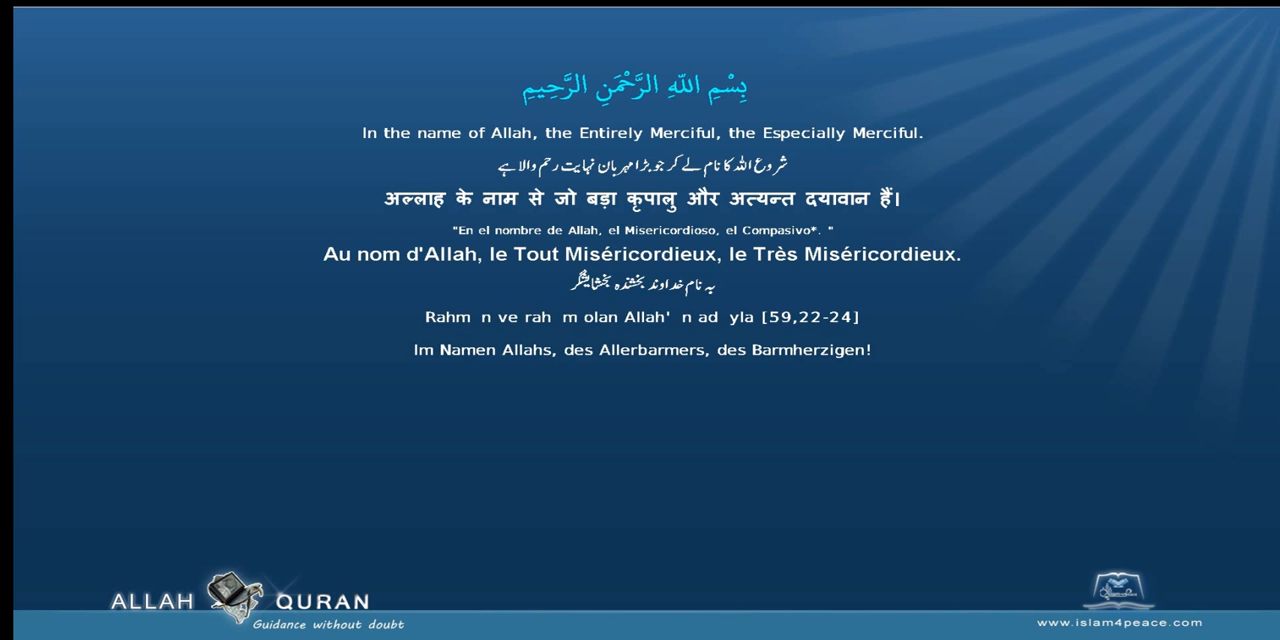 بِسْمِ اللَّهِ الرَّحْمَنِ الرَّحِيمِ
In the name of Allah, the Entirely Merciful, the Especially Merciful.
شروع الله کا نام لے کر جو بڑا مہربان نہایت رحم والا ہے
अल्लाह के नाम से जो बड़ा कृपालु और अत्यन्त दयावान हैं।
"En el nombre de Allah, el Misericordioso, el Compasivo*. "
Au nom d'Allah, le Tout Miséricordieux, le Très Miséricordieux.
به نام خداوند بخشنده بخشایشگر
Rahm n ve rah m olan Allah' n ad yla [59,22-24]
Im Namen Allahs, des Allerbarmers, des Barmherzigen!
ALLAH QURAN
Guidance without doubt
www.islam4peace.com